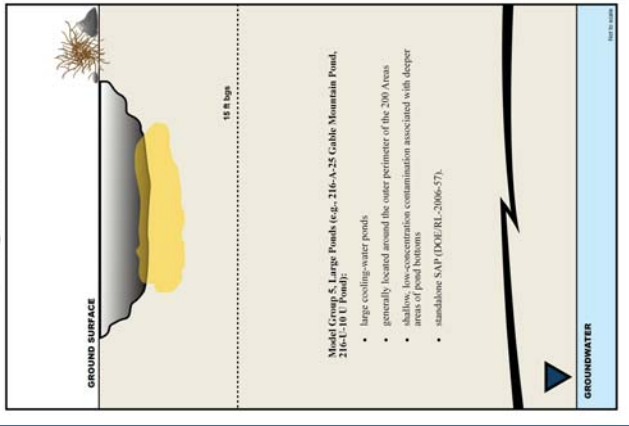 GROUND SURFACE
15 ft bgs
Model Group 5, Large Ponds (e.g., 216-A-25 Gable Mountain Pond,
216-U-10 U Pond):
• large cooling-water ponds
• generally located around the outer perimeter of the 200 Areas
• shallow, low-concentration contamination associated with deeper
areas of pond bottoms
• standalone SAP (DOE/RL-2006-57).
GROUNDWATER
Not to scale